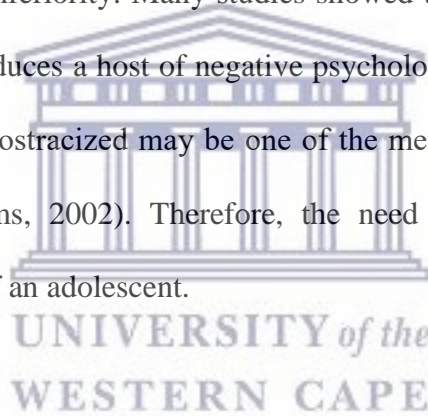 inferiority. Many studies showed
duces a host of negative psycholo
ostracized may be one of the me
ns, 2002). Therefore, the need
f an adolescent.
UNIVERSITY of the
WESTERN CAPE